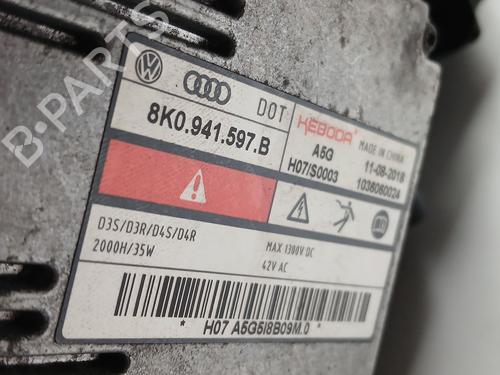 B-PARTS
DOT
8K0.941.597.B
KEBODA
A5G
H07/S0003
MADE IN CHINA
11-08-2018
1036060024
D3S/D3R/D4S/D4R
2000H/35W
MAX 1300V DC
42V AC
* H07 A5G5I8B09M.0 *